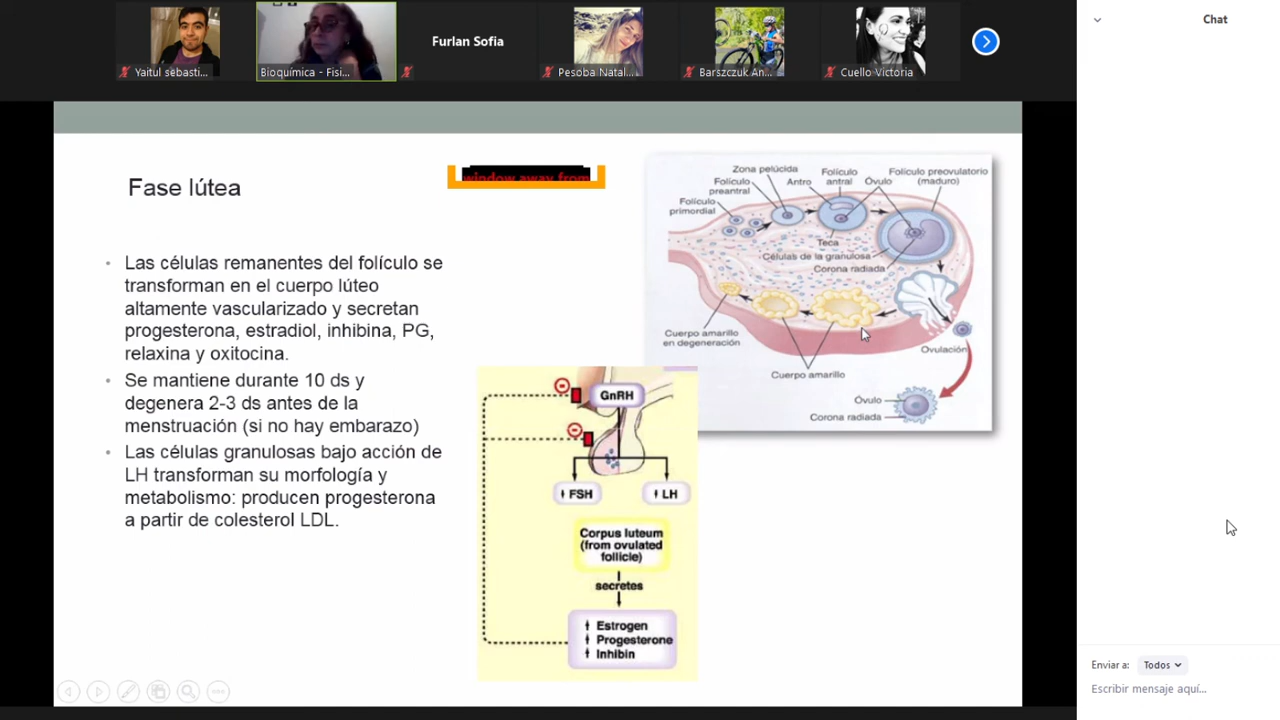 Chat
Furlan Sofia
Yaitul sebasti...
Bioquímica - Fisi...
Pesoba Natal...
Barszczuk An...
Cuello Victoria
window away from
Fase lútea
Las células remanentes del folículo se
transforman en el cuerpo lúteo
altamente vascularizado y secretan
progesterona, estradiol, inhibina, PG,
relaxina y oxitocina.
Se mantiene durante 10 ds y
degenera 2-3 ds antes de la
menstruación (si no hay embarazo)
Las células granulosas bajo acción de
LH transforman su morfología y
metabolismo: producen progesterona
a partir de colesterol LDL.
Zona pelúcida
Folículo
preantral
Folículo
primordial
Antro
Folículo
antral
Óvulo
Folículo preovulatorio
(maduro)
Teca
Células de la granulosa
Corona radiada
Cuerpo amarillo
en degeneración
Cuerpo amarillo
Ovulación
Óvulo
Corona radiada
GnRH
FSH
LH
Corpus luteum
(from ovulated
follicle)
secretes
Estrogen
Progesterone
Inhibin
Enviar a:
Todos
Escribir mensaje aquí...